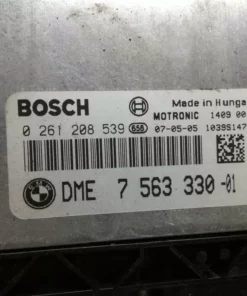 BOSCH Made in Hunga
MOTRONIC 1409 00
0 261 208 539 658 07-05-05 10395147
DME 7 563 330 -01